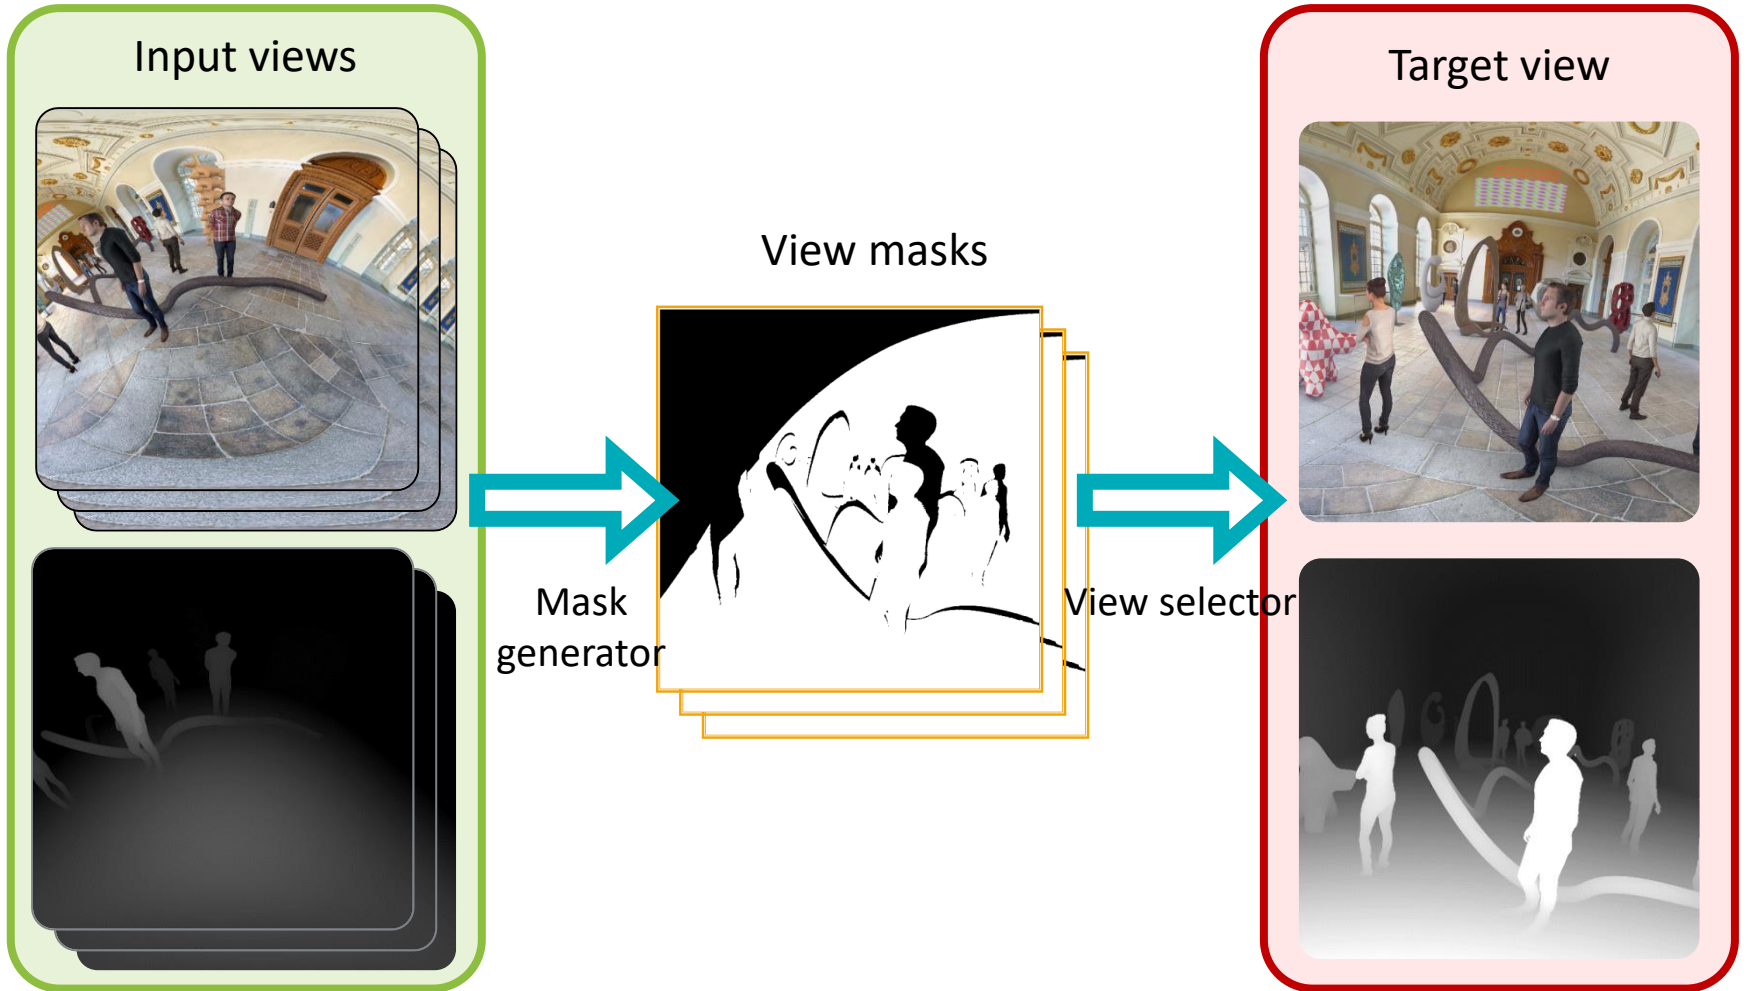 Input views
Target view
View masks
Mask
generator
View selector